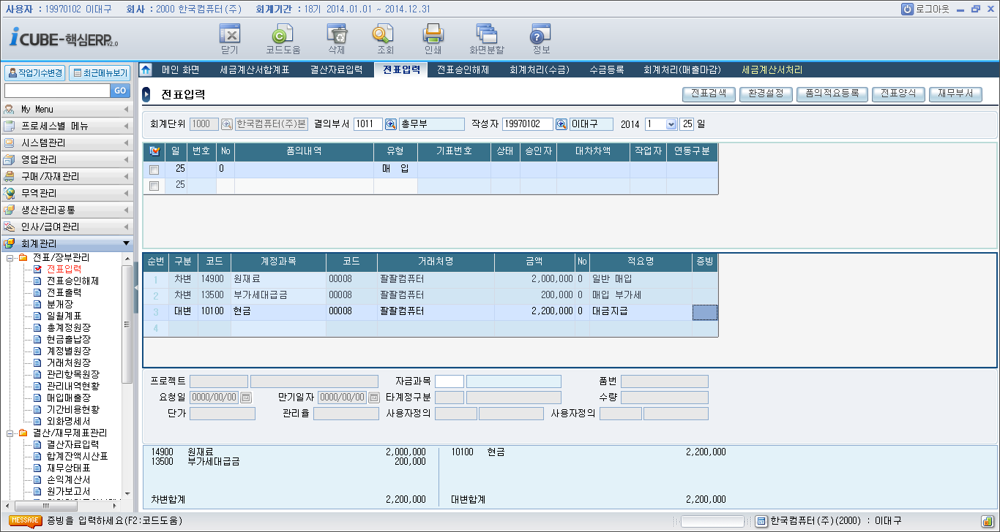 사용자 : 19970102 이대구 회사 : 2000 한국컴퓨터(주) 회계기간 : 18기 2014.01.01 ~ 2014.12.31 로그아웃
iCUBE-핵심ERP v2.0
닫기 코드도움 삭제 조회 인쇄 화면분할 정보
작업기수변경 최근메뉴보기
메인 화면 세금계산서합계표 결산자료입력 전표입력 전표승인해제 회계처리(수금) 수금등록 회계처리(매출마감) 세금계산서처리
GO
전표입력 전표검색 환경설정 품의적요등록 전표양식 재무부서
My Menu
프로세스별 메뉴
시스템관리
영업관리
구매/자재관리
무역관리
생산관리공통
인사/급여관리
회계관리
전표/장부관리
전표입력
전표승인해제
전표출력
분개장
일월계표
총계정원장
현금출납장
계정별원장
거래처원장
관리항목원장
관리내역현황
매입매출장
기간비용현황
외화명세서
결산/재무제표관리
결산자료입력
합계잔액시산표
재무상태표
손익계산서
원가보고서
회계단위 1000 한국컴퓨터(주)본 결의부서 1011 총무부 작성자 19970102 이대구 2014 1 25 일
일 번호 No 품의내역 유형 기표번호 상태 승인자 대차차액 작업자 연동구분
25 0 매 입
25
순번 구분 코드 계정과목 코드 거래처명 금액 No 적요명 증빙
1 차변 14900 원재료 00008 팔팔컴퓨터 2,000,000 0 일반 매입
2 차변 13500 부가세대급금 00008 팔팔컴퓨터 200,000 0 매입 부가세
3 대변 10100 현금 00008 팔팔컴퓨터 2,200,000 0 대금지급
4
프로젝트 자금과목 품번
요청일 0000/00/00 만기일자 0000/00/00 타계정구분 수량
단가 관리율 사용자정의 사용자정의
14900 원재료 2,000,000 10100 현금 2,200,000
13500 부가세대급금 200,000
차변합계 2,200,000 대변합계 2,200,000
MESSAGE 증빙을 입력하세요(F2:코드도움) 한국컴퓨터(주)(2000) : 이대구